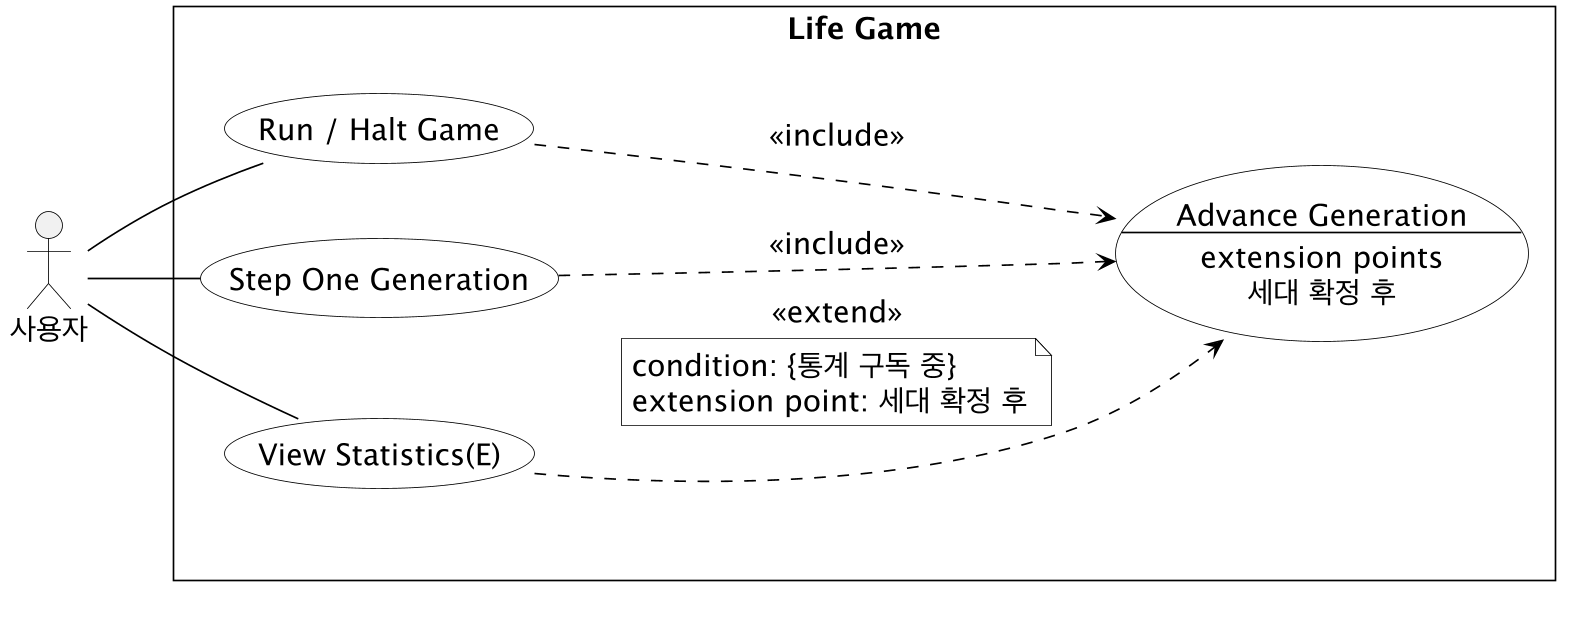 Life Game
Run / Halt Game
«include»
Advance Generation
extension points
세대 확정 후
«include»
Step One Generation
사용자
«extend»
condition: {통계 구독 중}
extension point: 세대 확정 후
View Statistics(E)